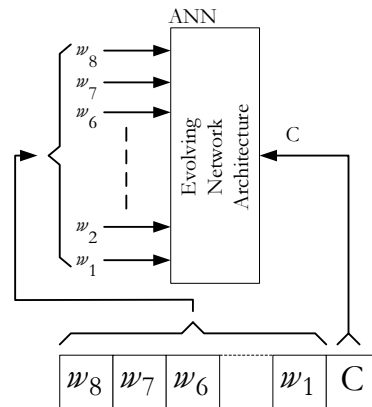 ANN
w8
w7
w6
w2
w1
Evolving
Network
Architecture
C
w8 w7 w6 w1 C